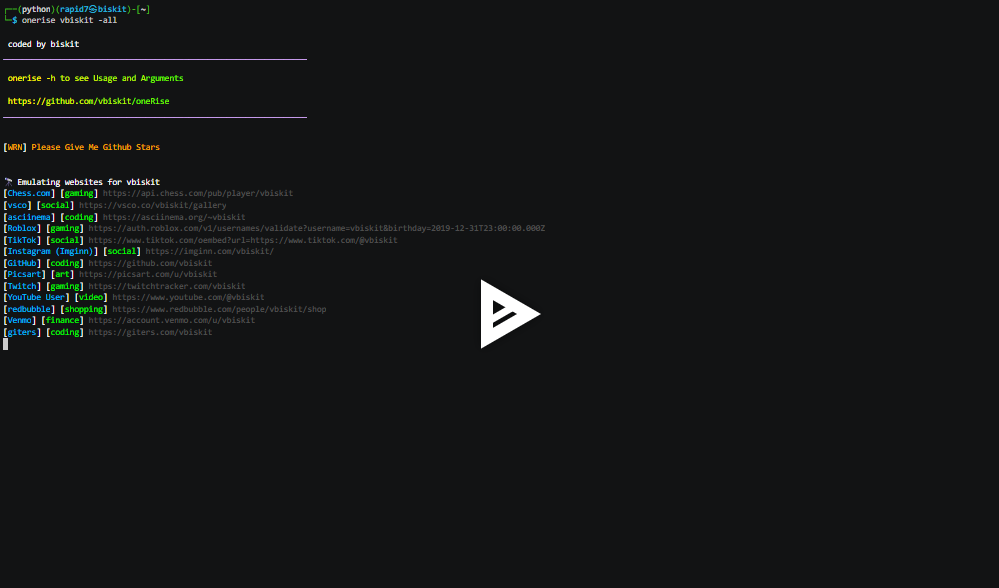 ┌──(python)(rapid7㉿biskit)-[~]
└─$ onerise vbiskit -all
coded by biskit
onerise -h to see Usage and Arguments
https://github.com/vbiskit/oneRise
[WRN] Please Give Me Github Stars
🔭 Emulating websites for vbiskit
[Chess.com] [gaming] https://api.chess.com/pub/player/vbiskit
[vsco] [social] https://vsco.co/vbiskit/gallery
[asciinema] [coding] https://asciinema.org/~vbiskit
[Roblox] [gaming] https://auth.roblox.com/v1/usernames/validate?username=vbiskit&birthday=2019-12-31T23:00:00.000Z
[TikTok] [social] https://www.tiktok.com/oembed?url=https://www.tiktok.com/@vbiskit
[Instagram (Imginn)] [social] https://imginn.com/vbiskit/
[GitHub] [coding] https://github.com/vbiskit
[Picsart] [art] https://picsart.com/u/vbiskit
[Twitch] [gaming] https://twitchtracker.com/vbiskit
[YouTube User] [video] https://www.youtube.com/@vbiskit
[redbubble] [shopping] https://www.redbubble.com/people/vbiskit/shop
[Venmo] [finance] https://account.venmo.com/u/vbiskit
[giters] [coding] https://giters.com/vbiskit